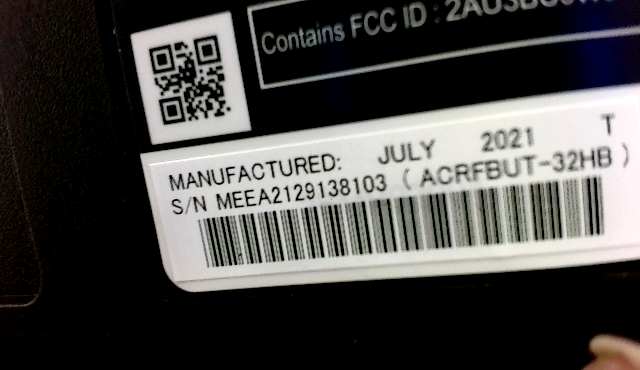 Contains FCC ID :
MANUFACTURED: JULY 2021 T
S/N MEEA2129138103 ( ACRFBUT-32HB )